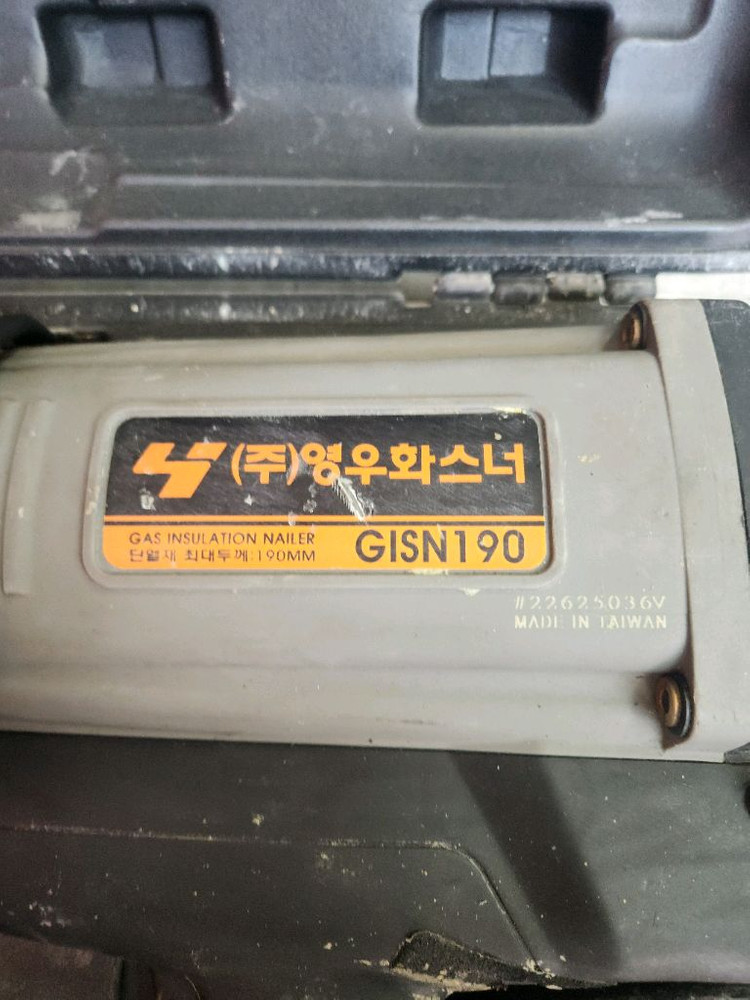 (주)영우화스너
GAS INSULATION NAILER
단열재 최대두께:190MM
GISN190
#22625036V
MADE IN TAIWAN